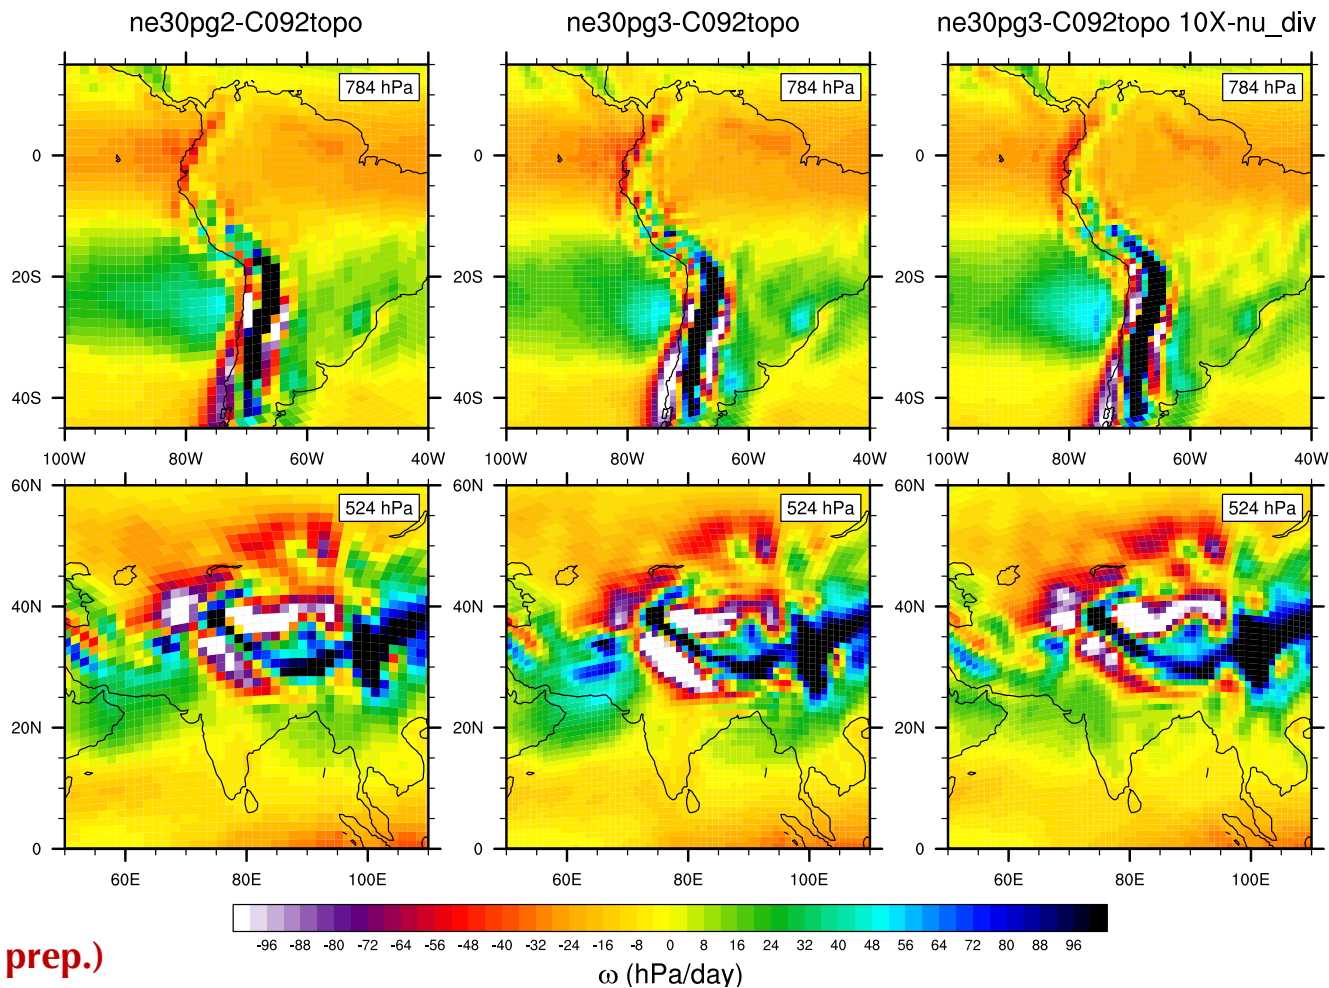 ne30pg2-C092topo ne30pg3-C092topo ne30pg3-C092topo 10X-nu_div
784 hPa 784 hPa 784 hPa
0 0 0
20S 20S 20S
40S 40S 40S
100W 80W 60W 40W 100W 80W 60W 40W 100W 80W 60W 40W
60N 60N 60N
524 hPa 524 hPa 524 hPa
40N 40N 40N
20N 20N 20N
0 0 0
60E 80E 100E 60E 80E 100E 60E 80E 100E
-96 -88 -80 -72 -64 -56 -48 -40 -32 -24 -16 -8 0 8 16 24 32 40 48 56 64 72 80 88 96
prep.)
ω (hPa/day)